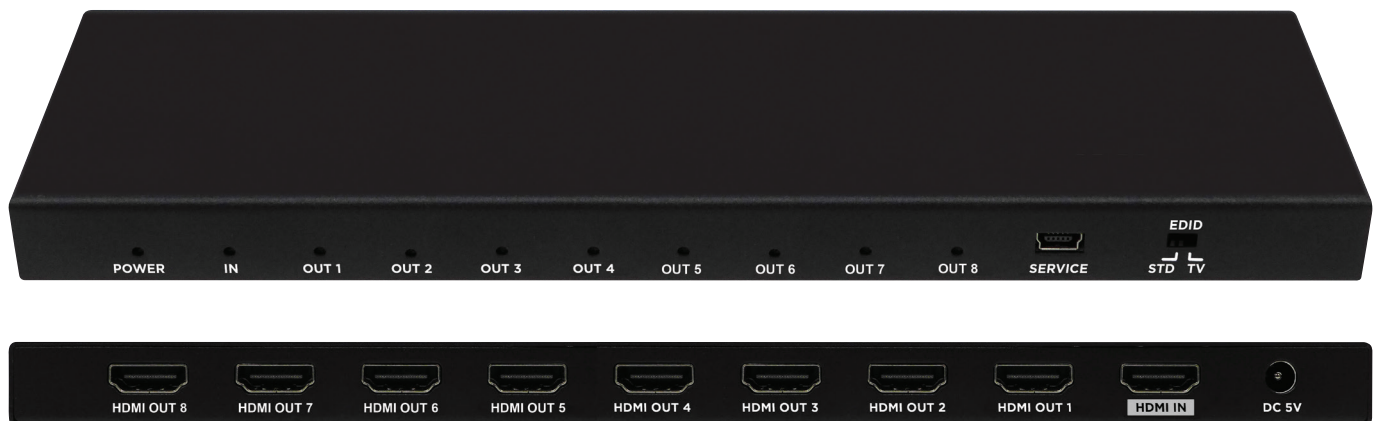 EDID
POWER IN OUT 1 OUT 2 OUT 3 OUT 4 OUT 5 OUT 6 OUT 7 OUT 8 SERVICE STD TV
HDMI OUT 8 HDMI OUT 7 HDMI OUT 6 HDMI OUT 5 HDMI OUT 4 HDMI OUT 3 HDMI OUT 2 HDMI OUT 1 HDMI IN DC 5V